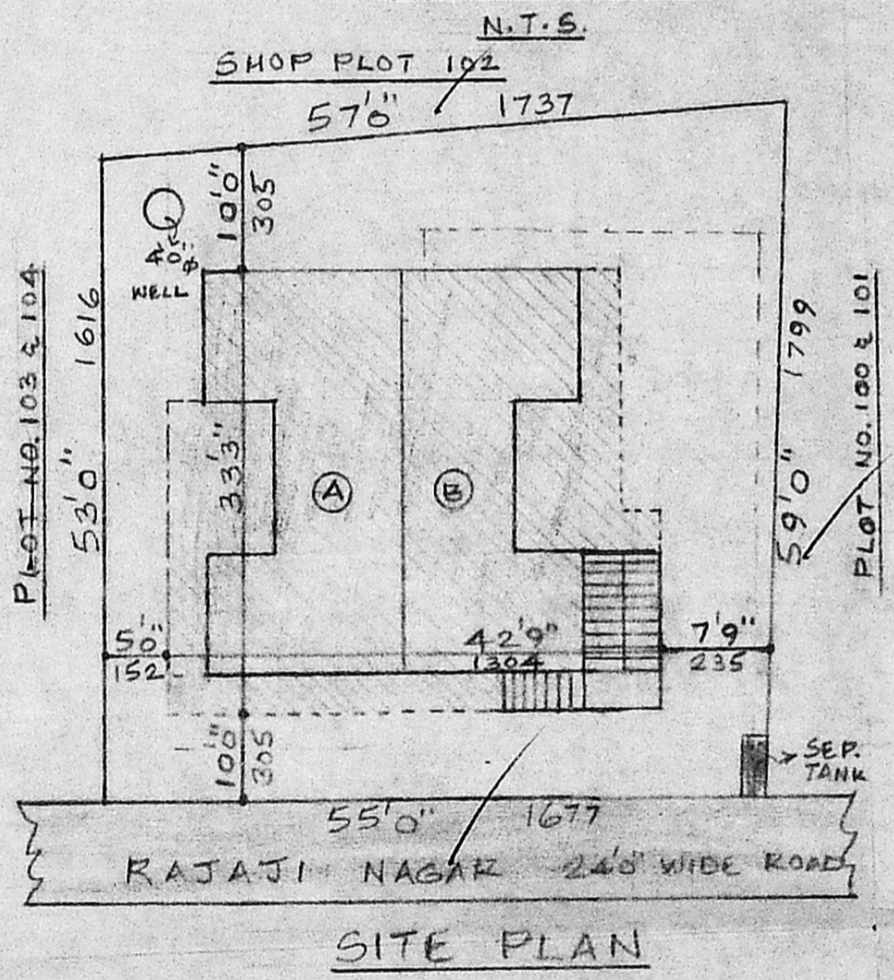 N.T.S.
SHOP PLOT 102
57'0" 1737
10'0"
305
4'0"φ
WELL
PLOT NO. 103 & 104
1616
53'0"
33'3"
A
B
1799
59'0"
PLOT NO. 100 & 101
5'0"
152
42'9"
1304
7'9"
235
10'0"
305
SEP.
TANK
55'0" 1677
RAJAJI NAGAR 24'0" WIDE ROAD
SITE PLAN